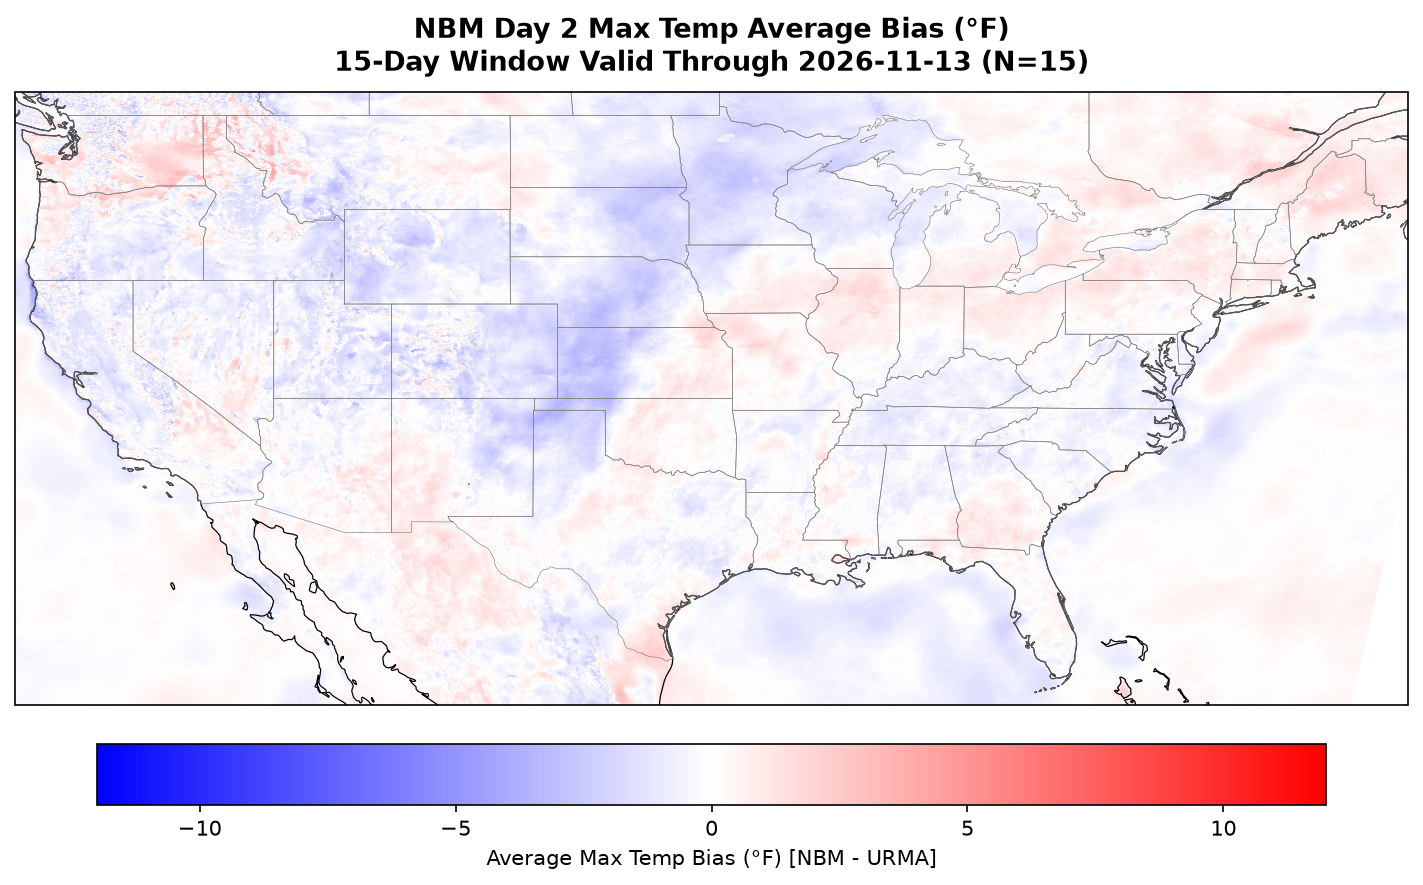 NBM Day 2 Max Temp Average Bias (°F)
15-Day Window Valid Through 2026-11-13 (N=15)
−10 −5 0 5 10
Average Max Temp Bias (°F) [NBM - URMA]